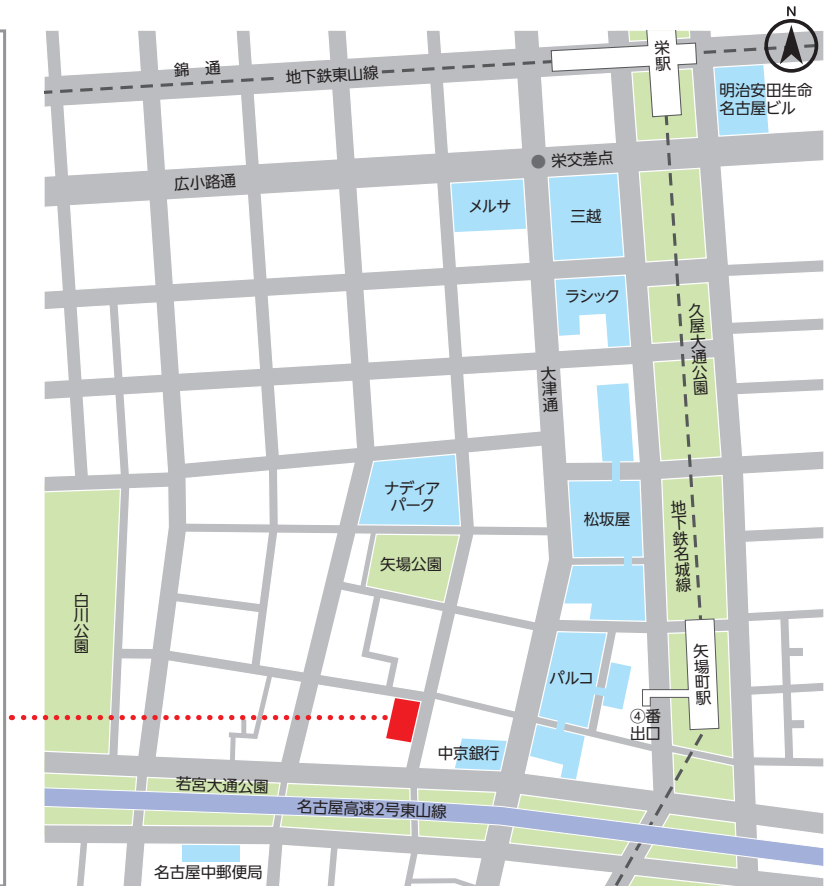 N
錦通
地下鉄東山線
栄駅
明治安田生命
名古屋ビル
栄交差点
広小路通
メルサ
三越
ラシック
久屋大通公園
大津通
ナディア
パーク
松坂屋
地下鉄名城線
矢場公園
白川公園
矢場町駅
パルコ
④番
出口
中京銀行
若宮大通公園
名古屋高速2号東山線
名古屋中郵便局